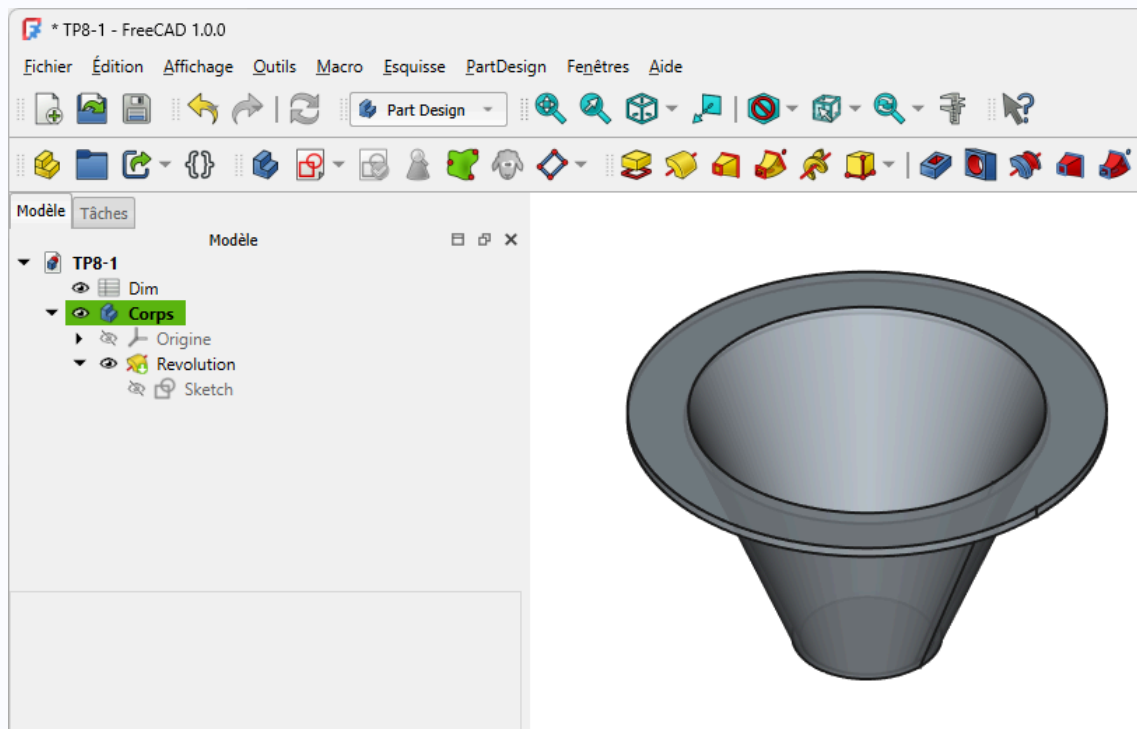 * TP8-1 - FreeCAD 1.0.0
Fichier Édition Affichage Outils Macro Esquisse PartDesign Fenêtres Aide
Part Design
Modèle Tâches
Modèle
TP8-1
Dim
Corps
Origine
Revolution
Sketch